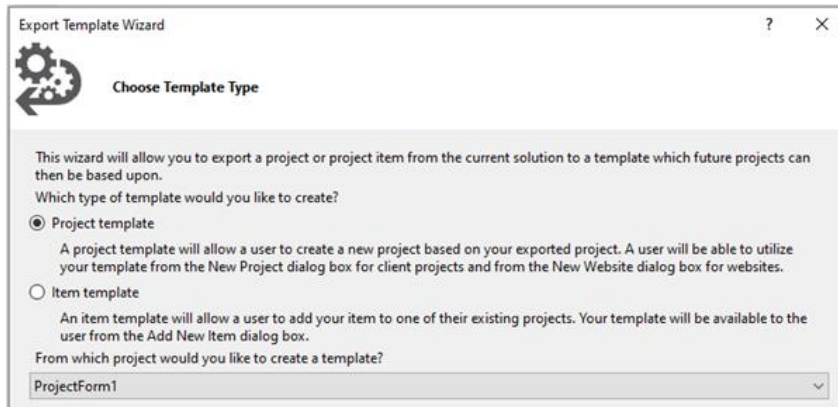 Export Template Wizard
?
Choose Template Type
This wizard will allow you to export a project or project item from the current solution to a template which future projects can
then be based upon.
Which type of template would you like to create?
Project template
A project template will allow a user to create a new project based on your exported project. A user will be able to utilize
your template from the New Project dialog box for client projects and from the New Website dialog box for websites.
Item template
An item template will allow a user to add your item to one of their existing projects. Your template will be available to the
user from the Add New Item dialog box.
From which project would you like to create a template?
ProjectForm1